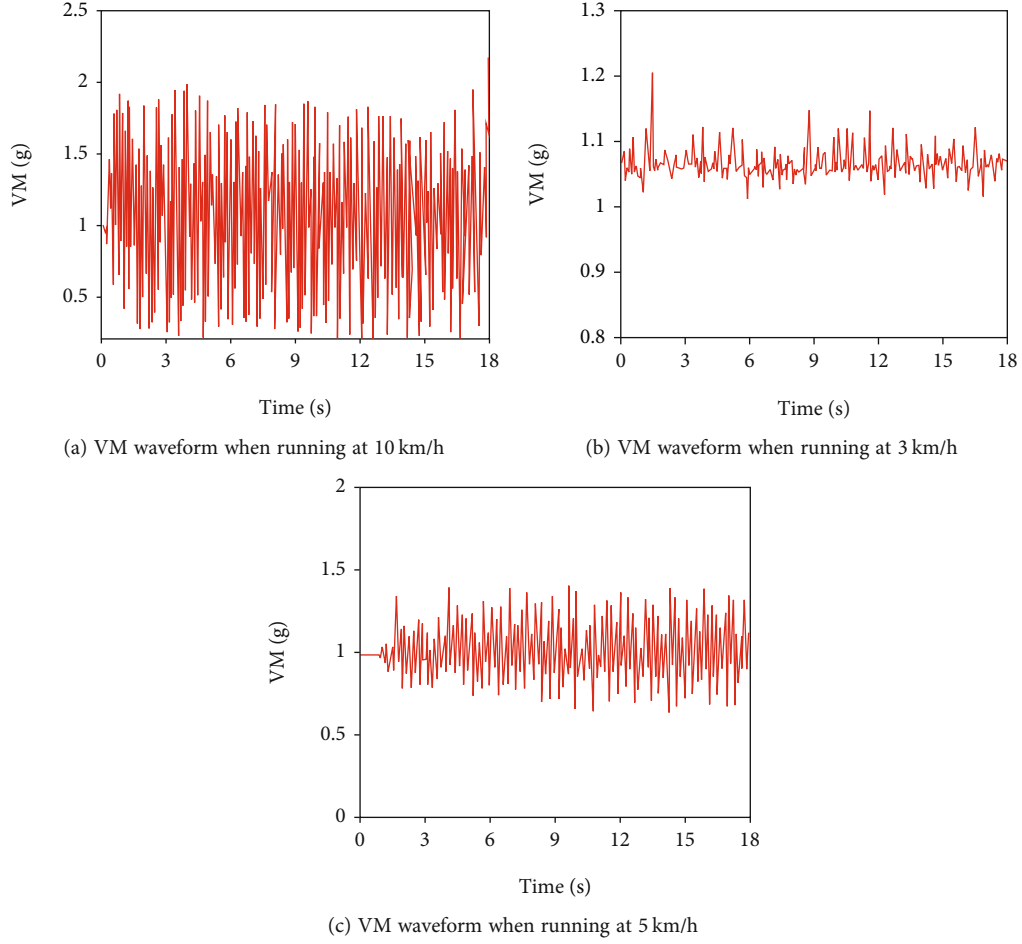 2.5
2
1.5
1
0.5
VM (g)
0 3 6 9 12 15 18
Time (s)
(a) VM waveform when running at 10 km/h
1.3
1.2
1.1
1
0.9
0.8
VM (g)
0 3 6 9 12 15 18
Time (s)
(b) VM waveform when running at 3 km/h
2
1.5
1
0.5
0
VM (g)
0 3 6 9 12 15 18
Time (s)
(c) VM waveform when running at 5 km/h